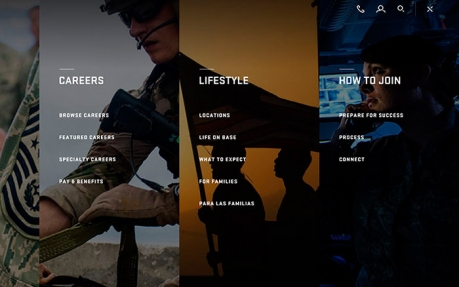 CAREERS
BROWSE CAREERS
FEATURED CAREERS
SPECIALTY CAREERS
PAY & BENEFITS
LIFESTYLE
LOCATIONS
LIFE ON BASE
WHAT TO EXPECT
FOR FAMILIES
PARA LAS FAMILIAS
HOW TO JOIN
PREPARE FOR SUCCESS
PROCESS
CONNECT